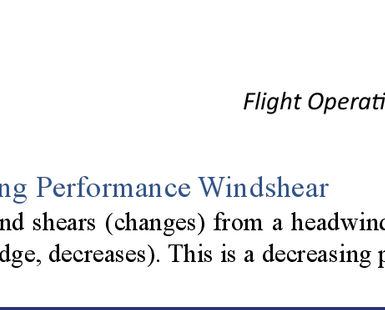 Flight Operati
ng Performance Windshear
nd shears (changes) from a headwind
dge, decreases). This is a decreasing p